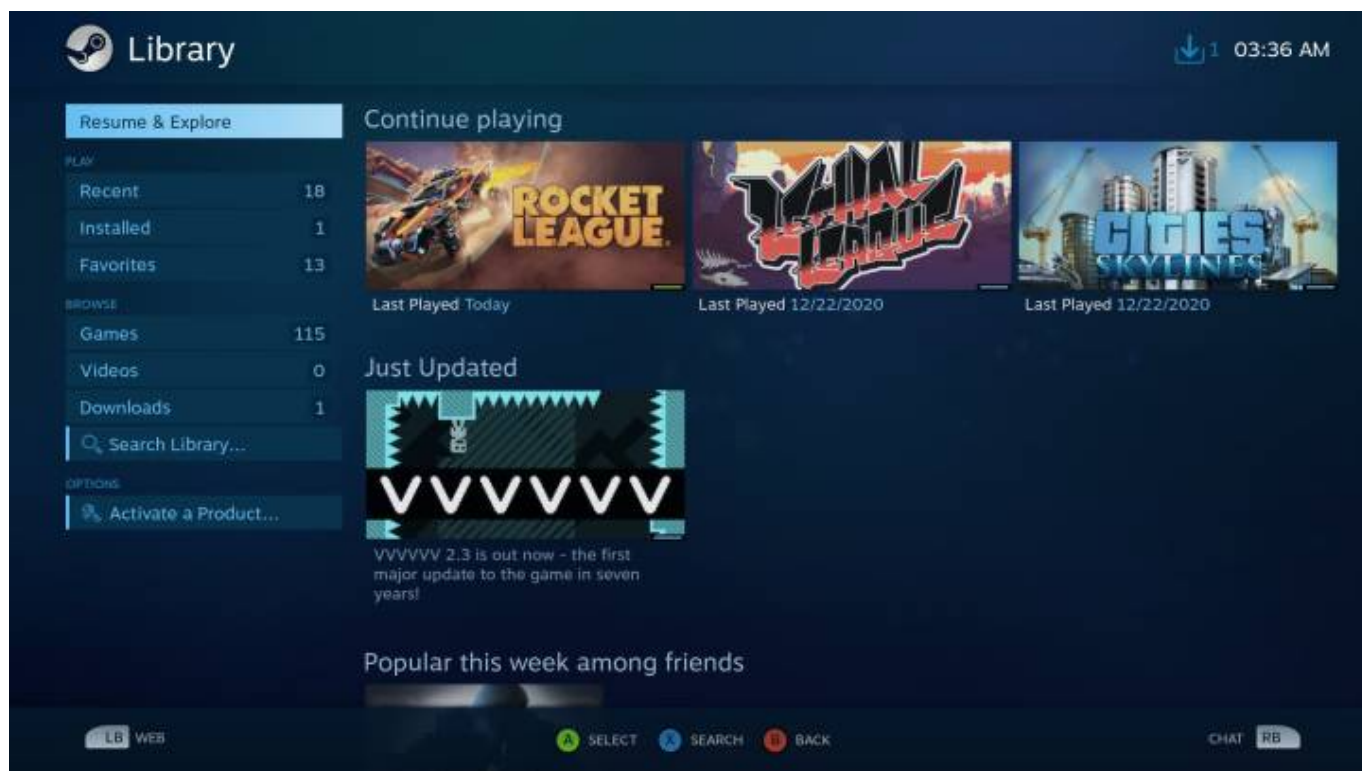 Library
1 03:36 AM
Resume & Explore
PLAY
Recent 18
Installed 1
Favorites 13
BROWSE
Games 115
Videos 0
Downloads 1
Search Library...
OPTIONS
Activate a Product...
Continue playing
ROCKET
LEAGUE
Last Played Today
LETHAL
LEAGUE
Last Played 12/22/2020
CITIES
SKYLINES
Last Played 12/22/2020
Just Updated
VVVVVV
VVVVVV 2.3 is out now - the first
major update to the game in seven
years!
Popular this week among friends
LB WEB
A SELECT X SEARCH B BACK
CHAT RB